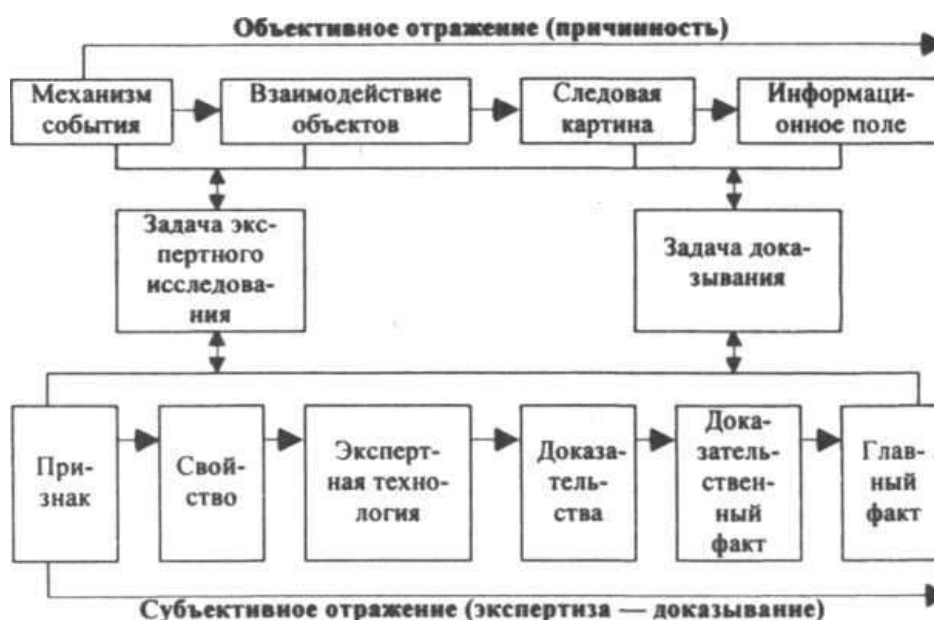 Объективное отражение (причинность)
Механизм
события
Взаимодействие
объектов
Следовая
картина
Информаци-
онное поле
Задача экс-
пертного
исследова-
ния
Задача дока-
зывания
При-
знак
Свой-
ство
Эксперт-
ная техно-
логия
Доказа-
тель-
ства
Дока-
затель-
ствен-
ный
факт
Глав-
ный
факт
Субъективное отражение (экспертиза — доказывание)